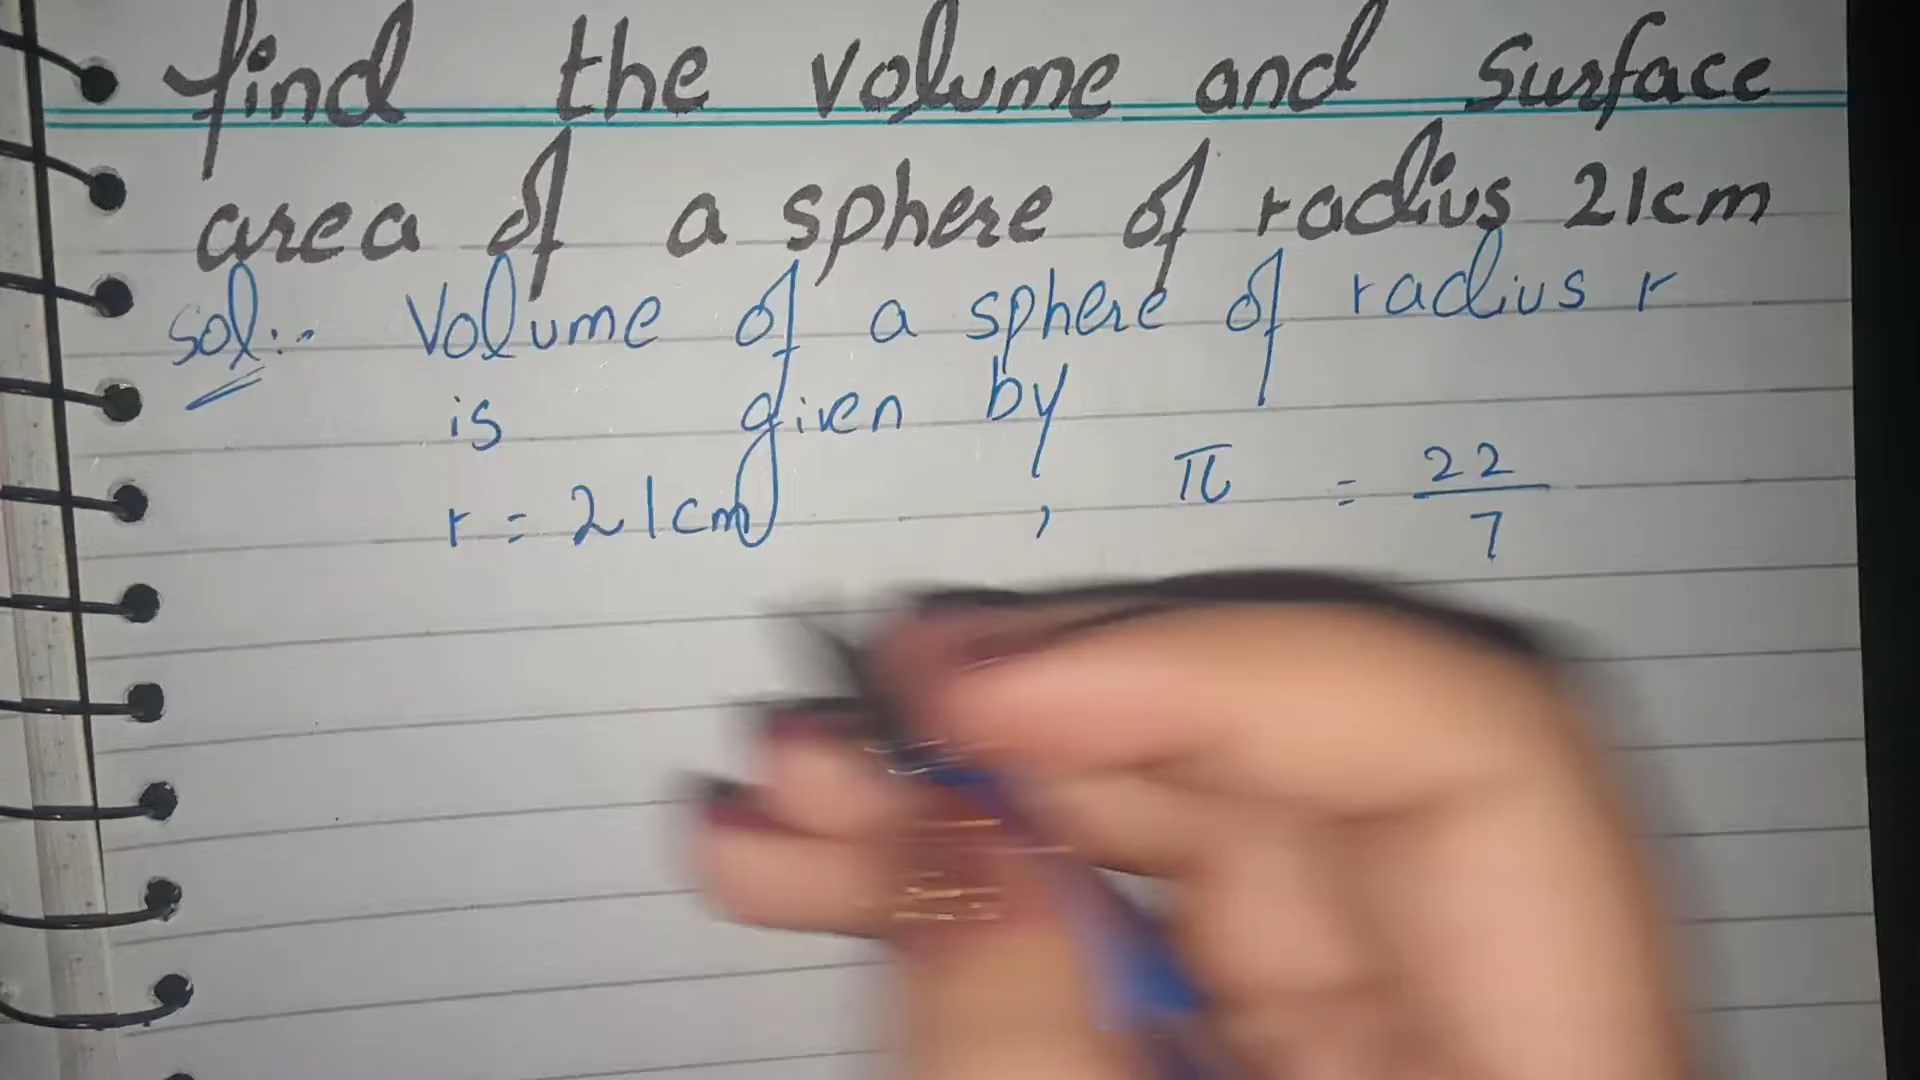 find the volume and surface
area of a sphere of radius 21cm
sol:- Volume of a sphere of radius r
is given by
r = 21cm , π = 22/7